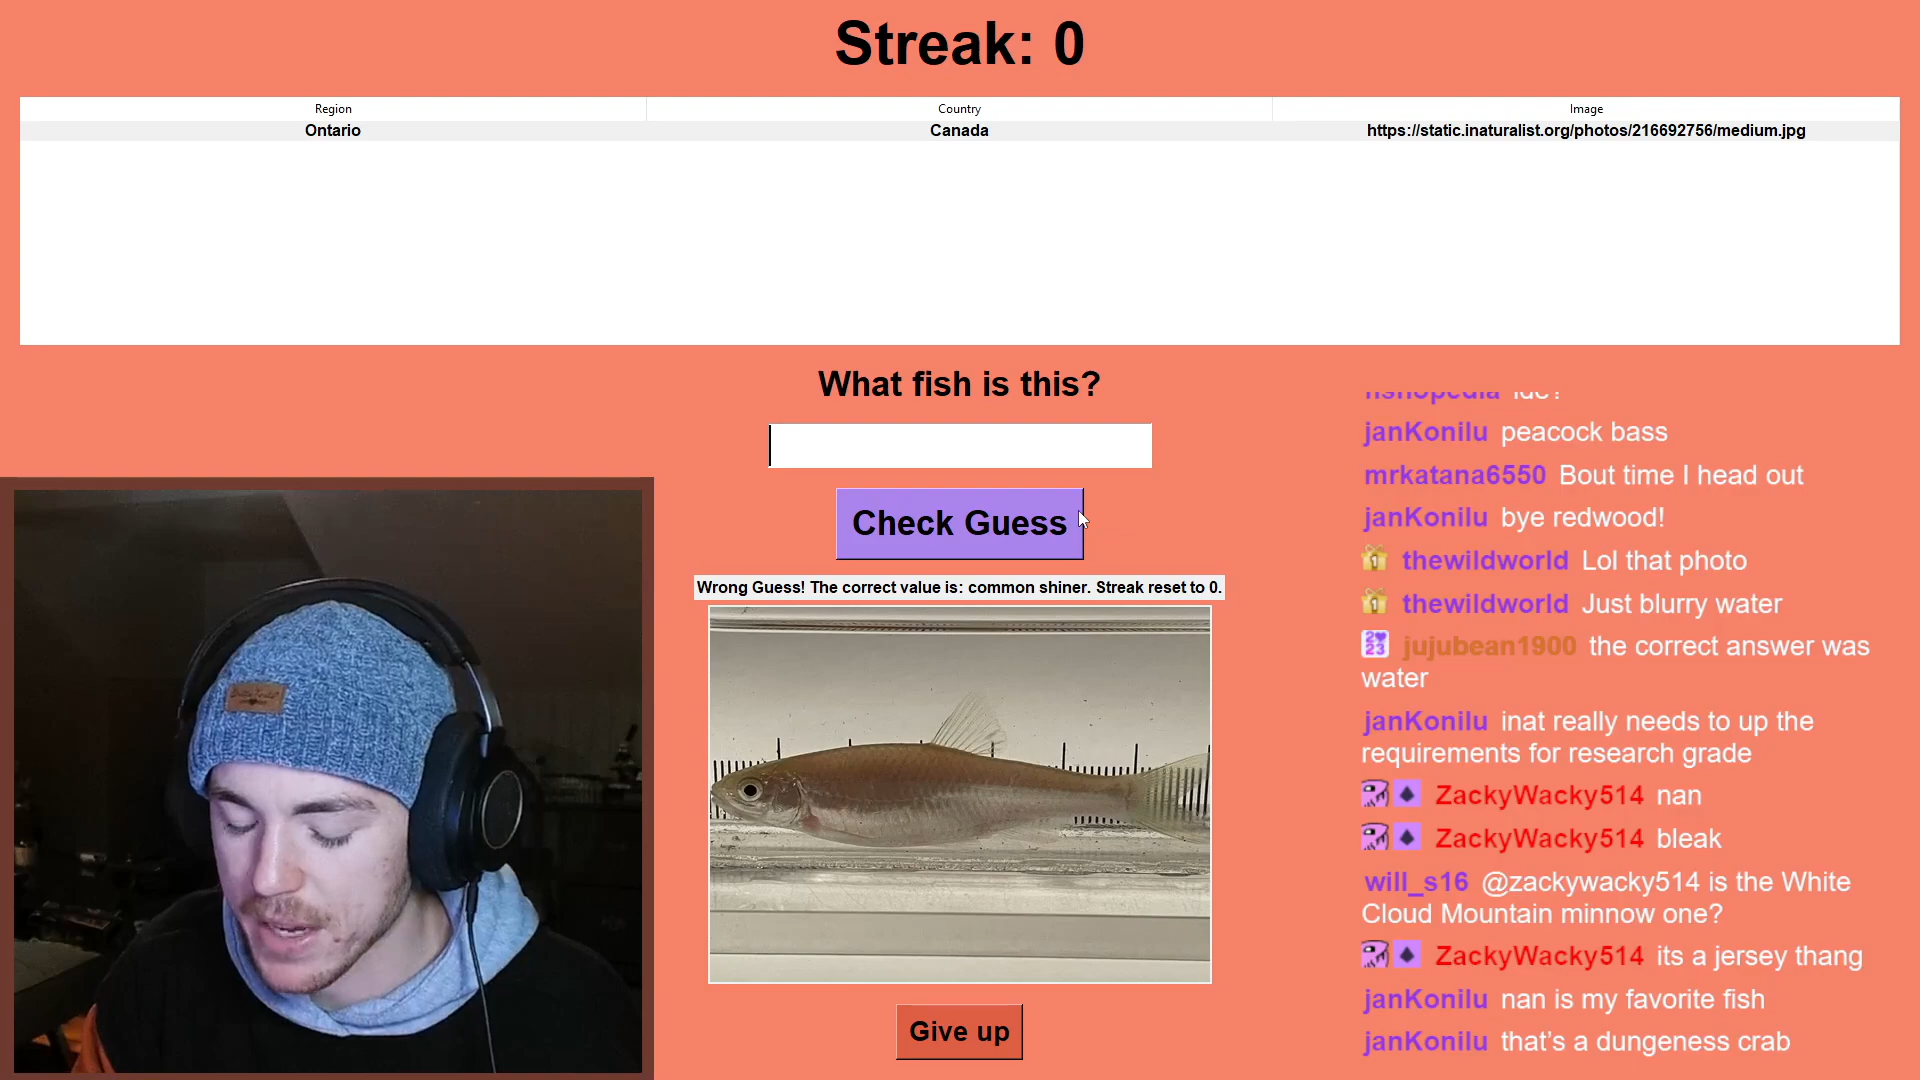 Streak: 0
Region Country Image
Ontario Canada https://static.inaturalist.org/photos/216692756/medium.jpg
What fish is this?
Check Guess
Wrong Guess! The correct value is: common shiner. Streak reset to 0.
Give up
fishopedia ide?
janKonilu peacock bass
mrkatana6550 Bout time I head out
janKonilu bye redwood!
1 thewildworld Lol that photo
1 thewildworld Just blurry water
jujubean1900 the correct answer was
water
janKonilu inat really needs to up the
requirements for research grade
ZackyWacky514 nan
ZackyWacky514 bleak
will_s16 @zackywacky514 is the White
Cloud Mountain minnow one?
ZackyWacky514 its a jersey thang
janKonilu nan is my favorite fish
janKonilu that's a dungeness crab